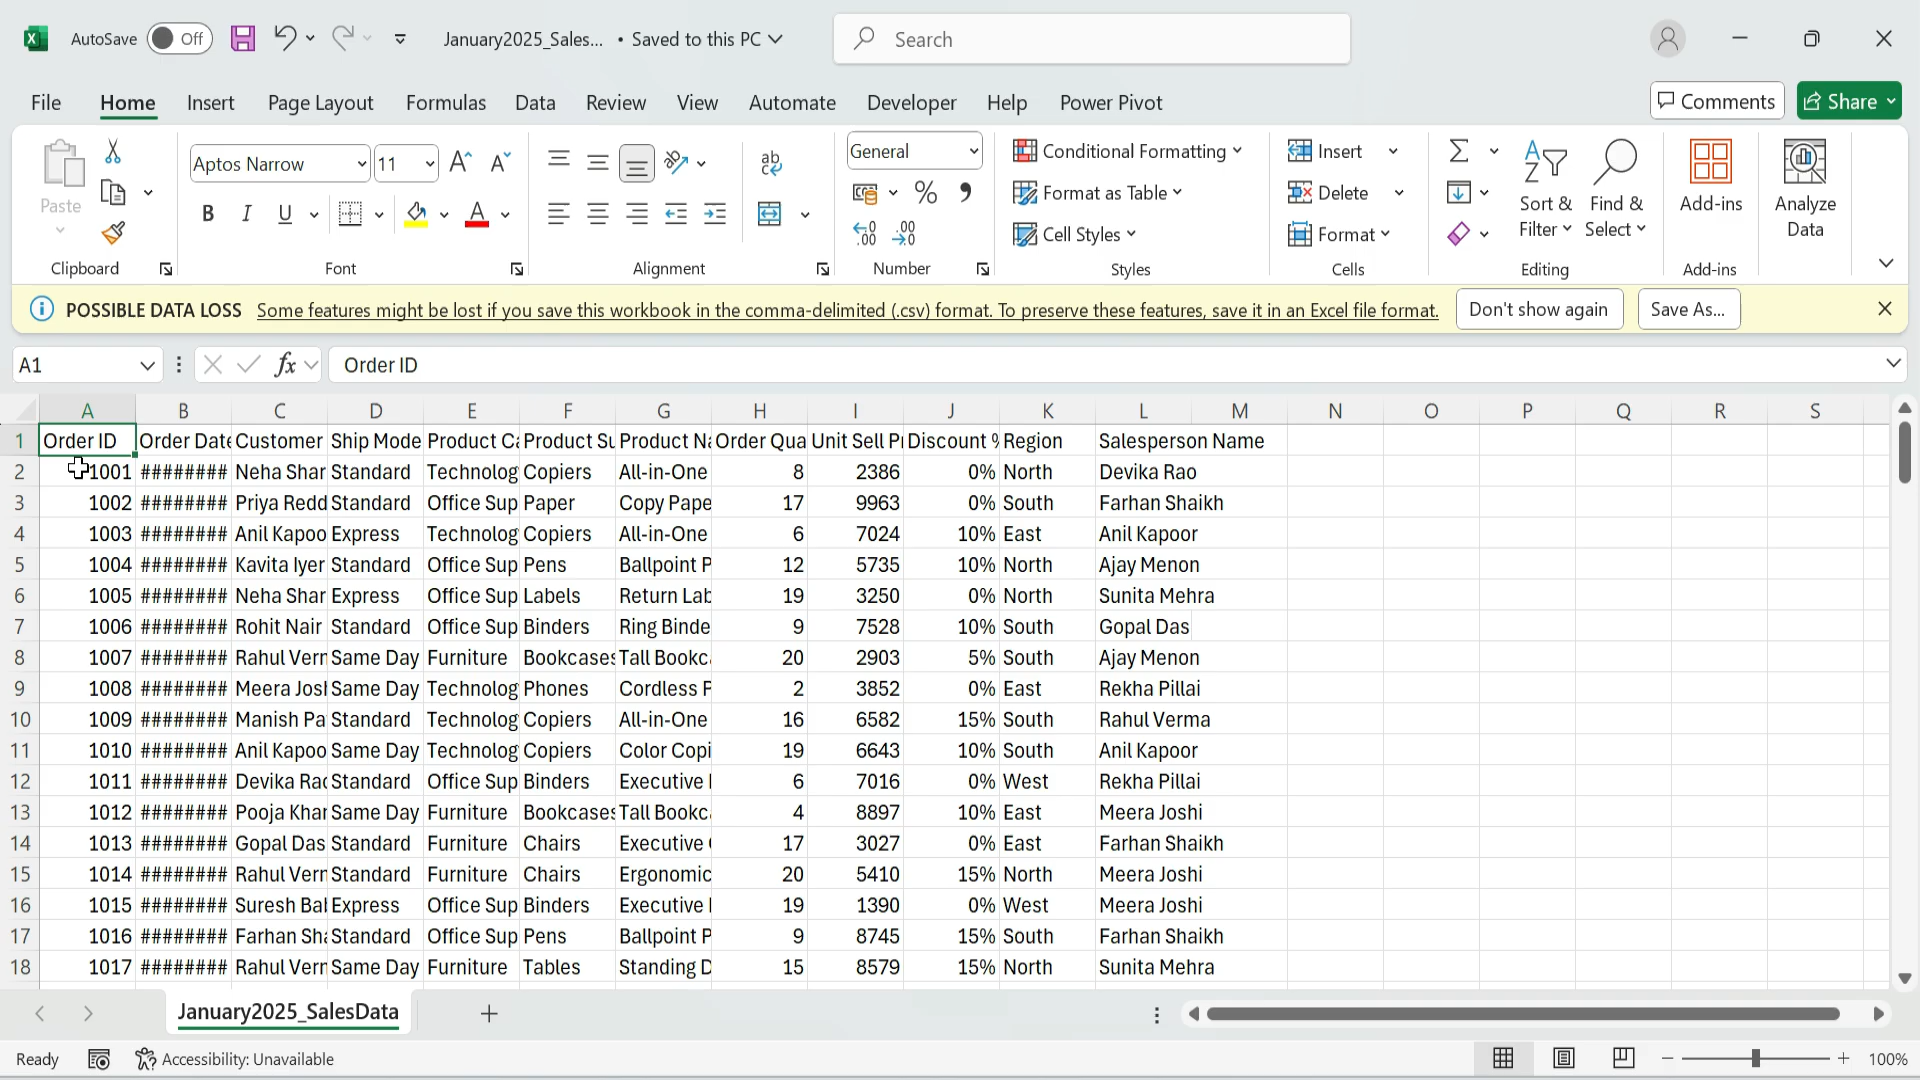 AutoSave Off January2025_Sales... • Saved to this PC Search
File Home Insert Page Layout Formulas Data Review View Automate Developer Help Power Pivot Comments Share
Paste Aptos Narrow 11 General Conditional Formatting Format as Table Cell Styles Insert Delete Format Sort & Filter Find & Select Add-ins Analyze Data
Clipboard Font Alignment Number Styles Cells Editing Add-ins
POSSIBLE DATA LOSS Some features might be lost if you save this workbook in the comma-delimited (.csv) format. To preserve these features, save it in an Excel file format. Don't show again Save As...
A1 fx Order ID
A B C D E F G H I J K L M N O P Q R S
1 Order ID Order Date Customer Ship Mode Product Ca Product Su Product Na Order Qua Unit Sell Pr Discount % Region Salesperson Name
2 1001 ######## Neha Shar Standard Technolog Copiers All-in-One 8 2386 0% North Devika Rao
3 1002 ######## Priya Redd Standard Office Sup Paper Copy Pape 17 9963 0% South Farhan Shaikh
4 1003 ######## Anil Kapoo Express Technolog Copiers All-in-One 6 7024 10% East Anil Kapoor
5 1004 ######## Kavita Iyer Standard Office Sup Pens Ballpoint P 12 5735 10% North Ajay Menon
6 1005 ######## Neha Shar Express Office Sup Labels Return Lab 19 3250 0% North Sunita Mehra
7 1006 ######## Rohit Nair Standard Office Sup Binders Ring Binde 9 7528 10% South Gopal Das
8 1007 ######## Rahul Vern Same Day Furniture Bookcases Tall Bookca 20 2903 5% South Ajay Menon
9 1008 ######## Meera Josh Same Day Technolog Phones Cordless P 2 3852 0% East Rekha Pillai
10 1009 ######## Manish Pa Standard Technolog Copiers All-in-One 16 6582 15% South Rahul Verma
11 1010 ######## Anil Kapoo Same Day Technolog Copiers Color Copi 19 6643 10% South Anil Kapoor
12 1011 ######## Devika Rao Standard Office Sup Binders Executive 6 7016 0% West Rekha Pillai
13 1012 ######## Pooja Khan Same Day Furniture Bookcases Tall Bookca 4 8897 10% East Meera Joshi
14 1013 ######## Gopal Das Standard Furniture Chairs Executive 17 3027 0% East Farhan Shaikh
15 1014 ######## Rahul Vern Standard Furniture Chairs Ergonomic 20 5410 15% North Meera Joshi
16 1015 ######## Suresh Bab Express Office Sup Binders Executive 19 1390 0% West Meera Joshi
17 1016 ######## Farhan Sha Standard Office Sup Pens Ballpoint P 9 8745 15% South Farhan Shaikh
18 1017 ######## Rahul Vern Same Day Furniture Tables Standing D 15 8579 15% North Sunita Mehra
January2025_SalesData
Ready Accessibility: Unavailable 100%